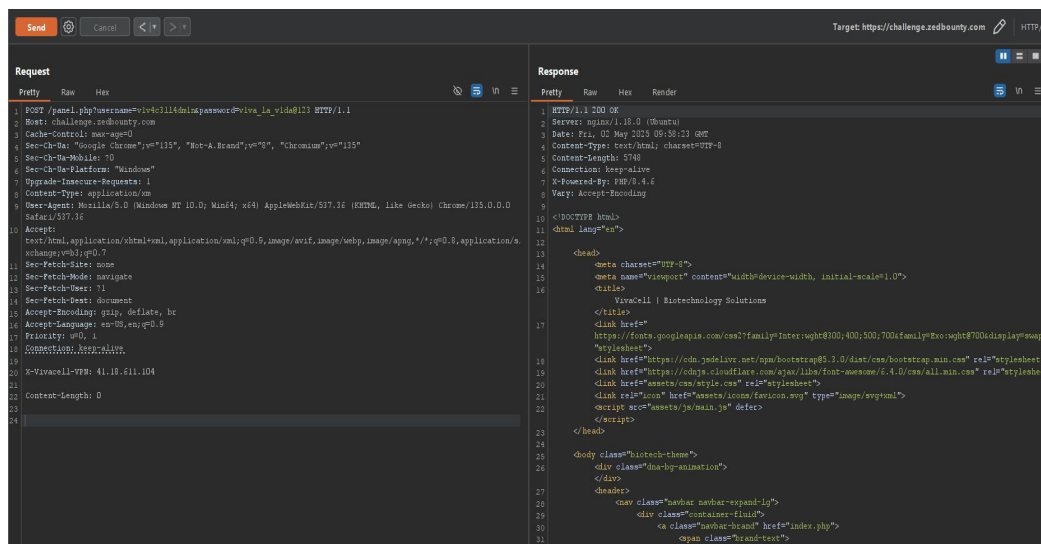 Send
Cancel
Target: https://challenge.zedbounty.com
HTTP/
Request
Pretty Raw Hex
\n
1 POST /panel.php?username=v1v4c3ll4dm1n&password=v1va_la_v1da@123 HTTP/1.1
2 Host: challenge.zedbounty.com
3 Cache-Control: max-age=0
4 Sec-Ch-Ua: "Google Chrome";v="135", "Not-A.Brand";v="8", "Chromium";v="135"
5 Sec-Ch-Ua-Mobile: ?0
6 Sec-Ch-Ua-Platform: "Windows"
7 Upgrade-Insecure-Requests: 1
8 Content-Type: application/xm
9 User-Agent: Mozilla/5.0 (Windows NT 10.0; Win64; x64) AppleWebKit/537.36 (KHTML, like Gecko) Chrome/135.0.0.0
Safari/537.36
10 Accept:
text/html,application/xhtml+xml,application/xml;q=0.9,image/avif,image/webp,image/apng,*/*;q=0.8,application/s
xchange;v=b3;q=0.7
11 Sec-Fetch-Site: none
12 Sec-Fetch-Mode: navigate
13 Sec-Fetch-User: ?1
14 Sec-Fetch-Dest: document
15 Accept-Encoding: gzip, deflate, br
16 Accept-Language: en-US,en;q=0.9
17 Priority: u=0, i
18 Connection: keep-alive
19
20 X-Vivacell-VPN: 41.18.611.104
21
22 Content-Length: 0
23
24
Response
Pretty Raw Hex Render
\n
1 HTTP/1.1 200 OK
2 Server: nginx/1.18.0 (Ubuntu)
3 Date: Fri, 02 May 2025 09:58:23 GMT
4 Content-Type: text/html; charset=UTF-8
5 Content-Length: 5748
6 Connection: keep-alive
7 X-Powered-By: PHP/8.4.6
8 Vary: Accept-Encoding
9
10 <!DOCTYPE html>
11 <html lang="en">
12
13 <head>
14 <meta charset="UTF-8">
15 <meta name="viewport" content="width=device-width, initial-scale=1.0">
16 <title>
VivaCell | Biotechnology Solutions
</title>
17 <link href="
https://fonts.googleapis.com/css2?family=Inter:wght@300;400;500;700&family=Exo:wght@700&display=swap
"stylesheet">
18 <link href="https://cdn.jsdelivr.net/npm/bootstrap@5.3.0/dist/css/bootstrap.min.css" rel="stylesheet
19 <link href="https://cdnjs.cloudflare.com/ajax/libs/font-awesome/6.4.0/css/all.min.css" rel="styleshe
20 <link href="assets/css/style.css" rel="stylesheet">
21 <link rel="icon" href="assets/icons/favicon.svg" type="image/svg+xml">
22 <script src="assets/js/main.js" defer>
</script>
23 </head>
24
25 <body class="biotech-theme">
26 <div class="dna-bg-animation">
</div>
27 <header>
28 <nav class="navbar navbar-expand-lg">
29 <div class="container-fluid">
30 <a class="navbar-brand" href="index.php">
31 <span class="brand-text">